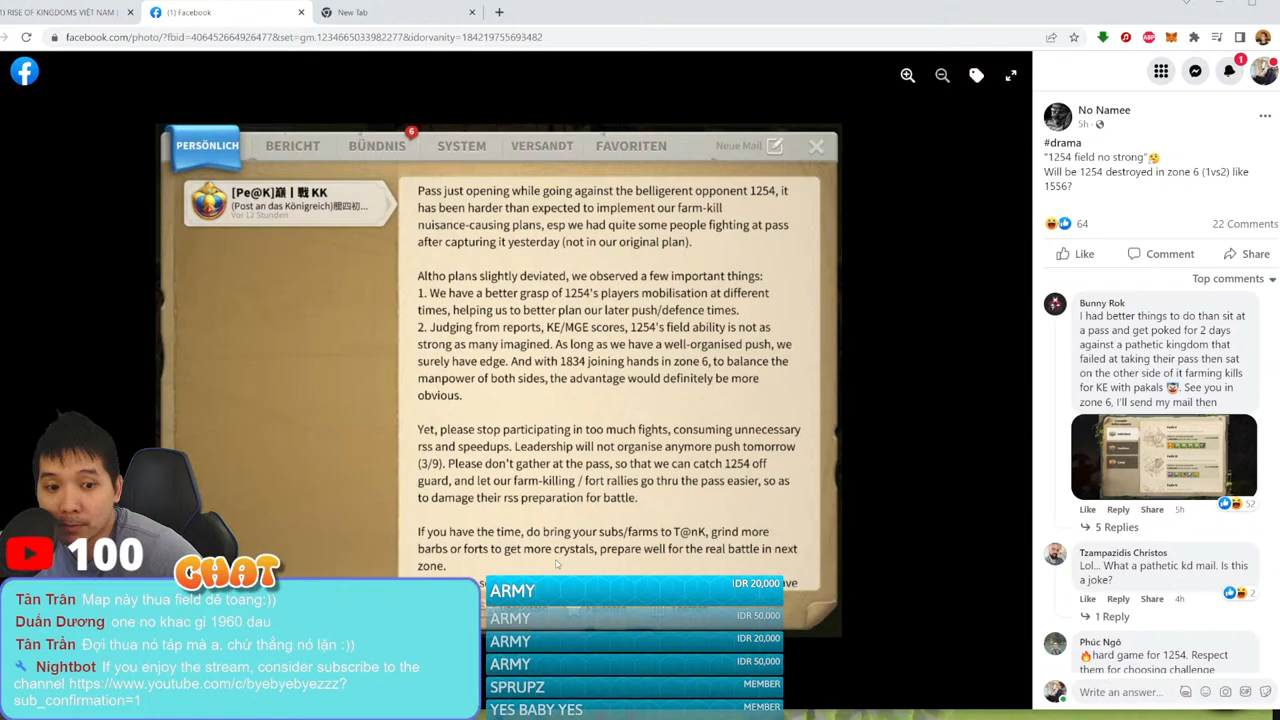 ) RISE OF KINGDOMS VIỆT NAM |
(1) Facebook
New Tab
facebook.com/photo/?fbid=406452664926477&set=gm.1234665033982277&idorvanity=184219755693482
PERSÖNLICH
BERICHT
BÜNDNIS
6
SYSTEM
VERSANDT
FAVORITEN
Neue Mail
KK
(Post an das Königreich)
Vor 12 Stunden
Pass just opening while going against the belligerent opponent 1254, it
has been harder than expected to implement our farm-kill
nuisance-causing plans, esp we had quite some people fighting at pass
after capturing it yesterday (not in our original plan).
Altho plans slightly deviated, we observed a few important things:
1. We have a better grasp of 1254's players mobilisation at different
times, helping us to better plan our later push/defence times.
2. Judging from reports, KE/MGE scores, 1254's field ability is not as
strong as many imagined. As long as we have a well-organised push, we
surely have edge. And with 1834 joining hands in zone 6, to balance the
manpower of both sides, the advantage would definitely be more
obvious.
Yet, please stop participating in too much fights, consuming unnecessary
rss and speedups. Leadership will not organise anymore push tomorrow
(3/9). Please don't gather at the pass, so that we can catch 1254 off
guard, and let our farm-killing / fort rallies go thru the pass easier, so as
to damage their rss preparation for battle.
If you have the time, do bring your subs/farms to T@nK, grind more
barbs or forts to get more crystals, prepare well for the real battle in next
zone.
1
No Namee
5h
#drama
"1254 field no strong"🤔
Will be 1254 destroyed in zone 6 (1vs2) like
1556?
64
22 Comments
Like
Comment
Share
Top comments
Bunny Rok
I had better things to do than sit at
a pass and get poked for 2 days
against a pathetic kingdom that
failed at taking their pass then sat
on the other side of it farming kills
for KE with pakals 🤡. See you in
zone 6, I'll send my mail then
52
Like Reply Share 5h
5 Replies
Tzampazidis Christos
Lol... What a pathetic kd mail. Is this
a joke?
2
Like Reply Share 4h
1 Reply
Phúc Ngô
🔥hard game for 1254. Respect
them for choosing challenge
Write an answer...
100
CHAT
Tân Trần Map này thua field dễ toang:))
Duẩn Dương one no khac gi 1960 dau
Tân Trần Đợi thua nó táp mà a, chứ thắng nó lặn :))
Nightbot If you enjoy the stream, consider subscribe to the
channel https://www.youtube.com/c/byebyebyezzz?
sub_confirmation=1
ARMY IDR 20,000
ARMY IDR 50,000
ARMY IDR 20,000
ARMY IDR 50,000
SPRUPZ MEMBER
YES BABY YES MEMBER